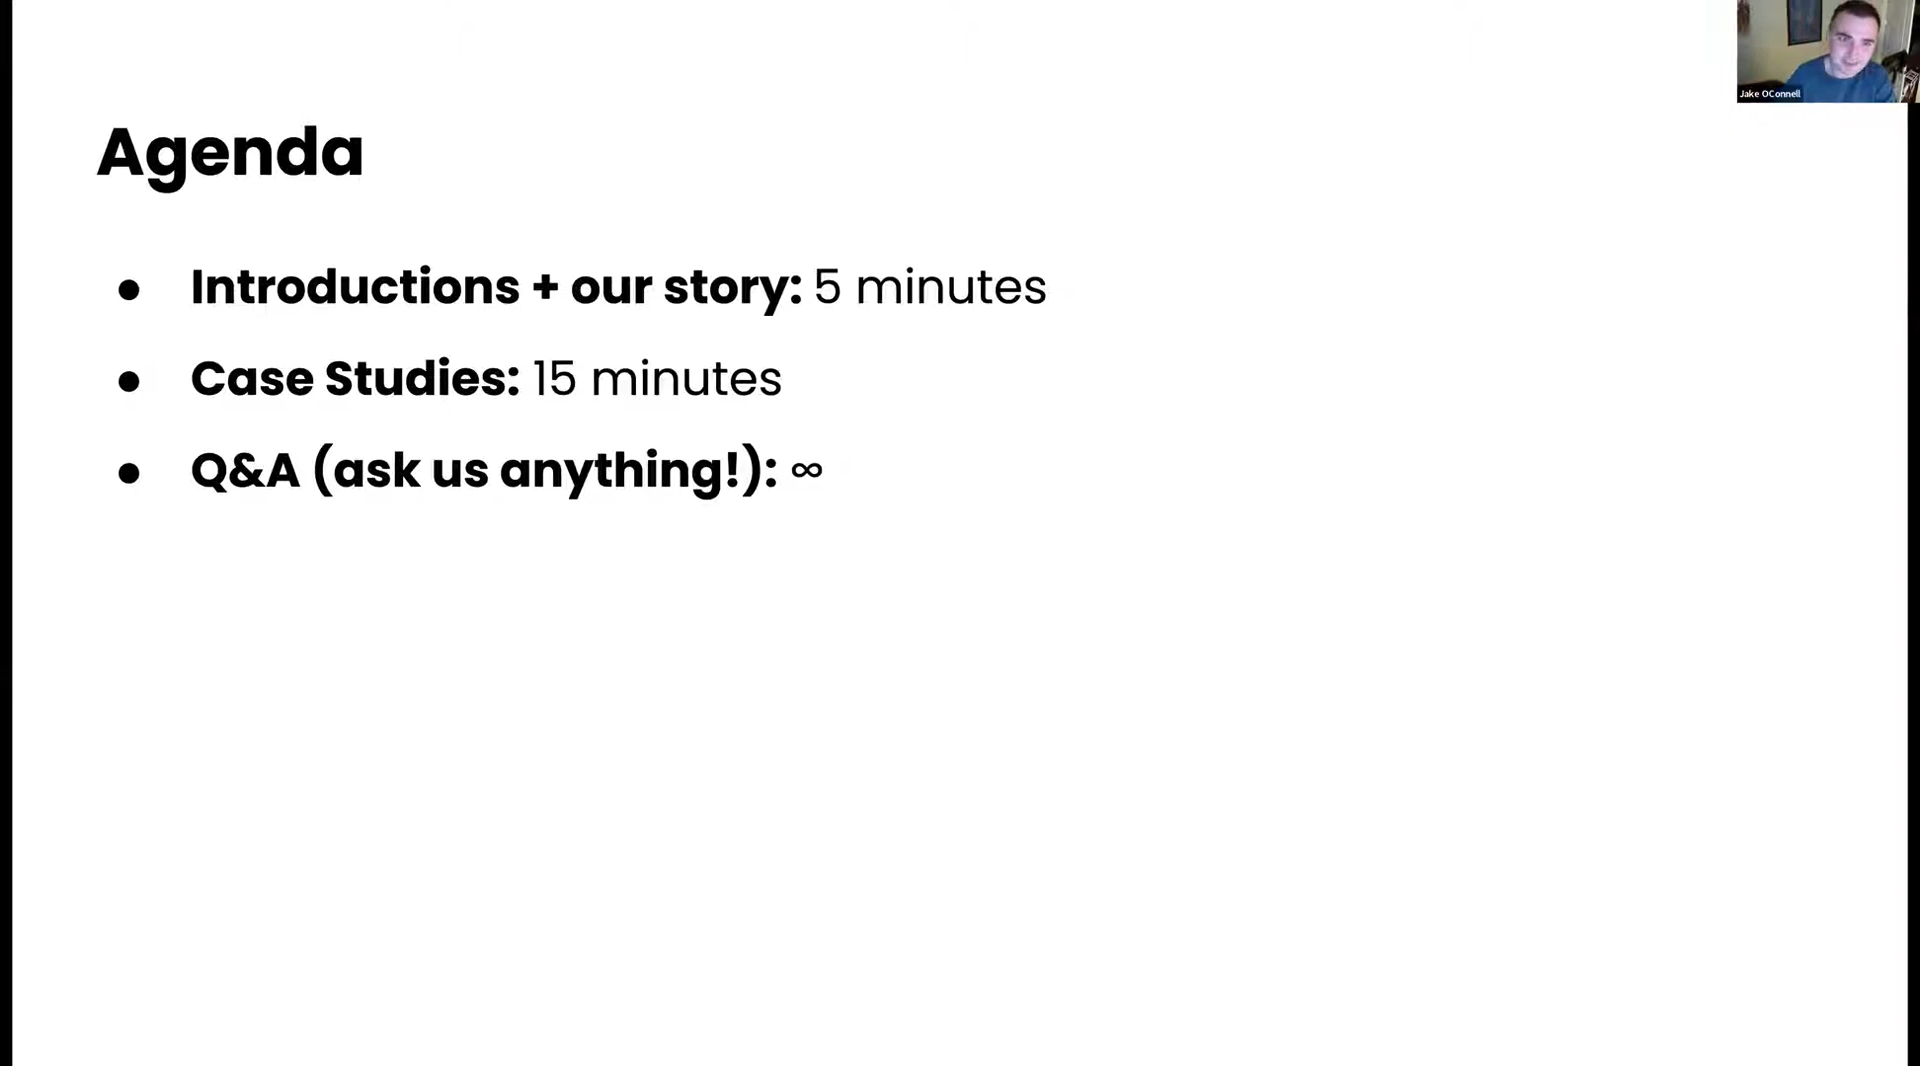 Jake OConnell
Agenda
● Introductions + our story: 5 minutes
● Case Studies: 15 minutes
● Q&A (ask us anything!): ∞